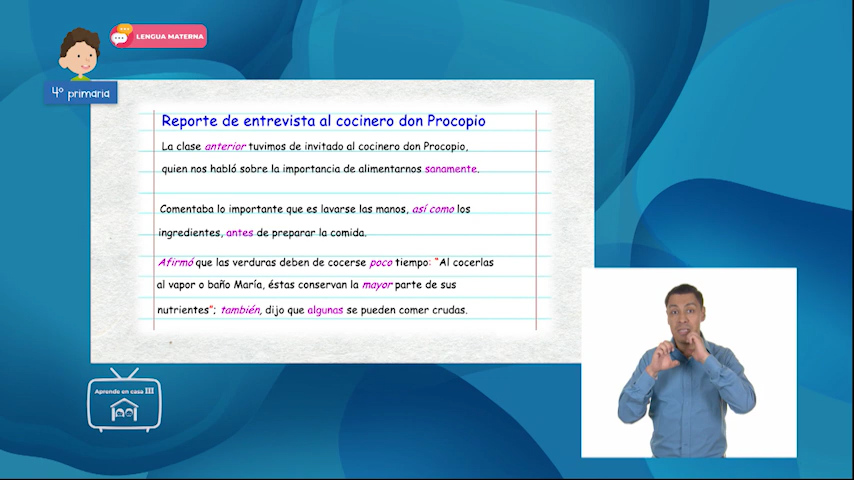 LENGUA MATERNA
4º primaria
Reporte de entrevista al cocinero don Procopio
La clase anterior tuvimos de invitado al cocinero don Procopio,
quien nos habló sobre la importancia de alimentarnos sanamente.
Comentaba lo importante que es lavarse las manos, así como los
ingredientes, antes de preparar la comida.
Afirmó que las verduras deben de cocerse poco tiempo: "Al cocerlas
al vapor o baño María, éstas conservan la mayor parte de sus
nutrientes"; también, dijo que algunas se pueden comer crudas.
Aprende en casa III